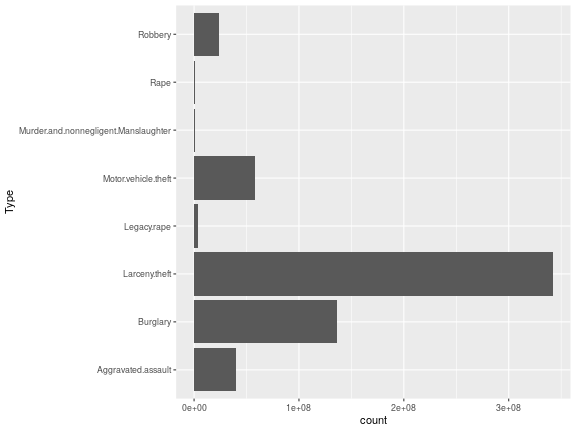 Type
Robbery
Rape
Murder.and.nonnegligent.Manslaughter
Motor.vehicle.theft
Legacy.rape
Larceny.theft
Burglary
Aggravated.assault
0e+00 1e+08 2e+08 3e+08
count